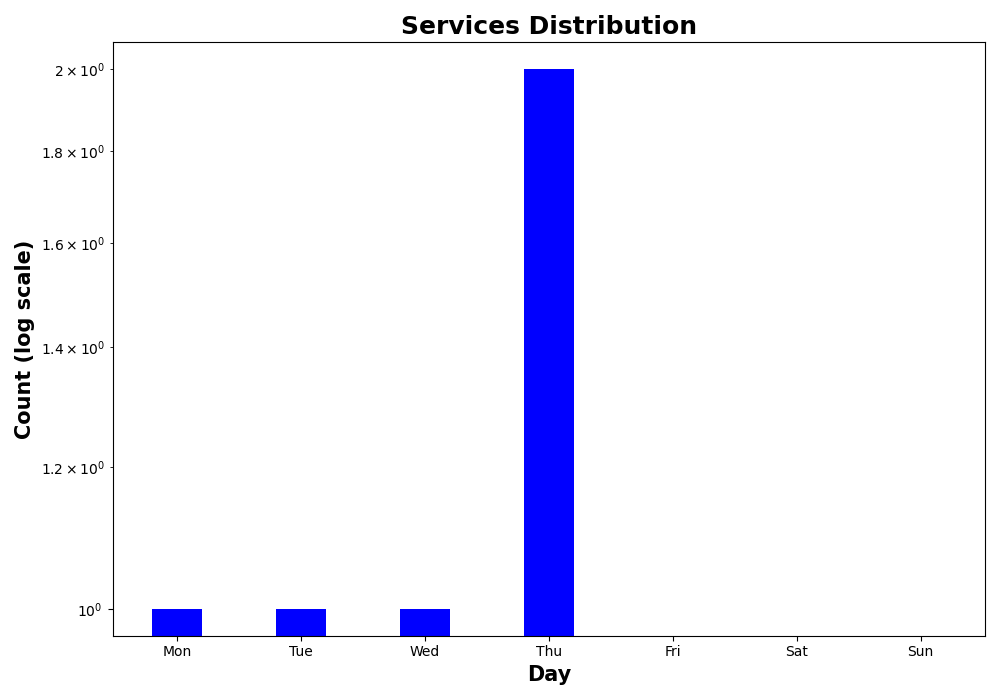 Services Distribution
Count (log scale)
2 × 10⁰
1.8 × 10⁰
1.6 × 10⁰
1.4 × 10⁰
1.2 × 10⁰
10⁰
Mon Tue Wed Thu Fri Sat Sun
Day